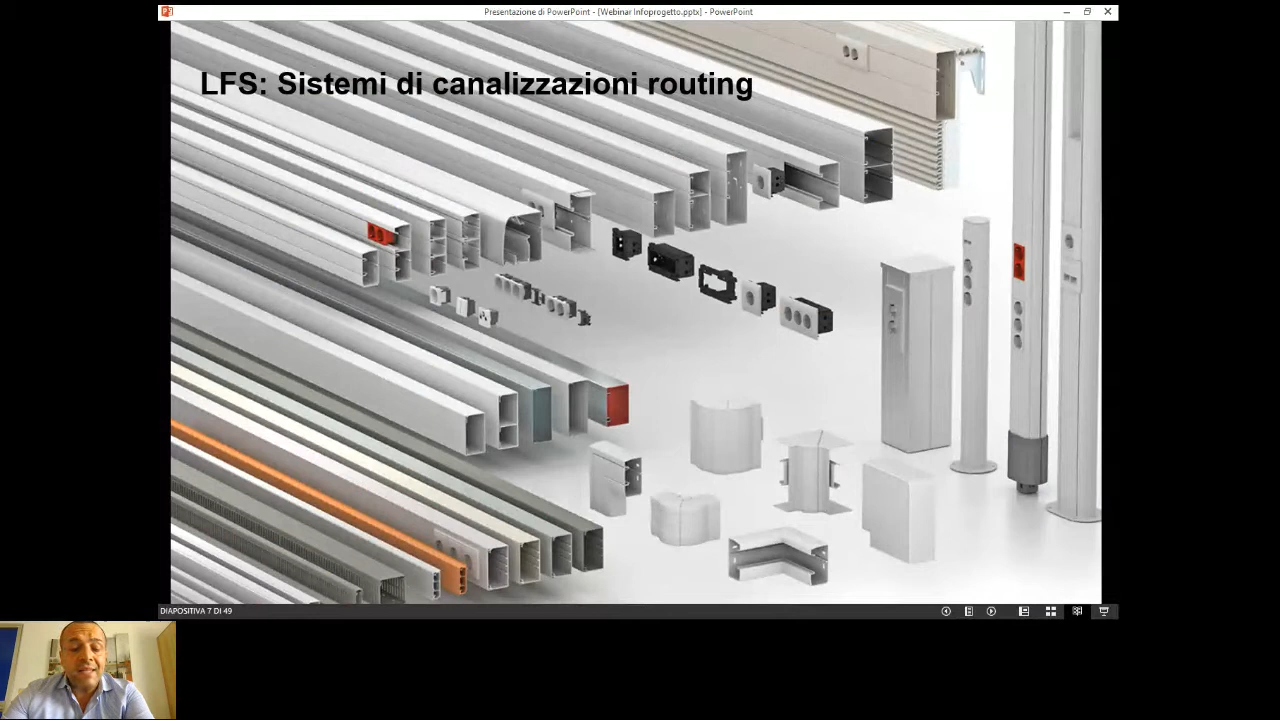 Presentazione di PowerPoint - [Webinar Infoprogetto.pptx] - PowerPoint
LFS: Sistemi di canalizzazioni routing
DIAPOSITIVA 7 DI 49